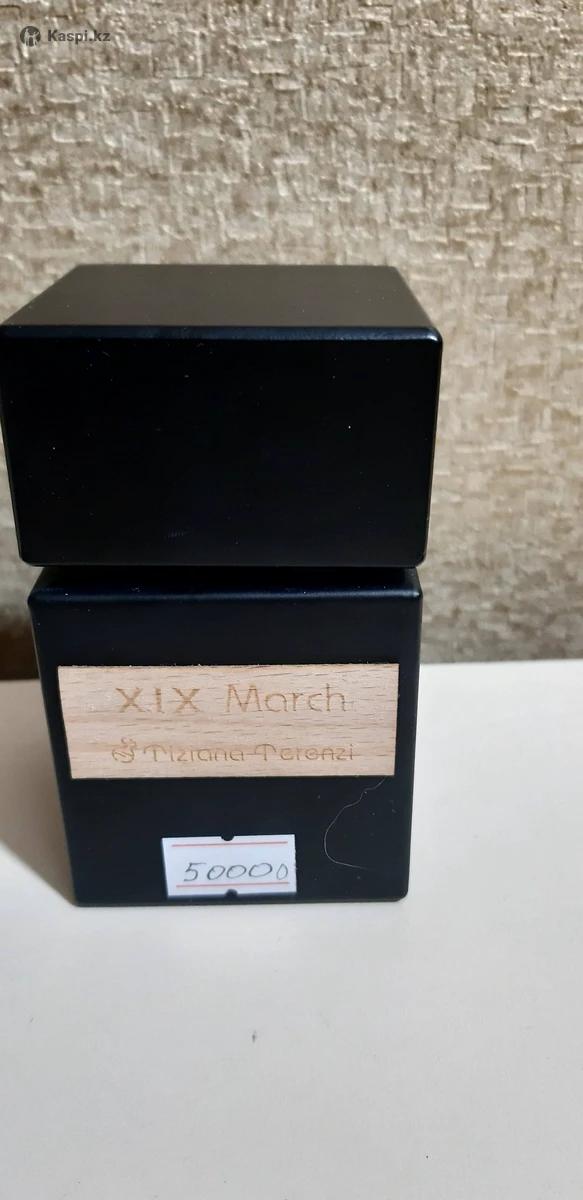 Kaspi.kz
XIX March
Tiziana Terenzi
50000